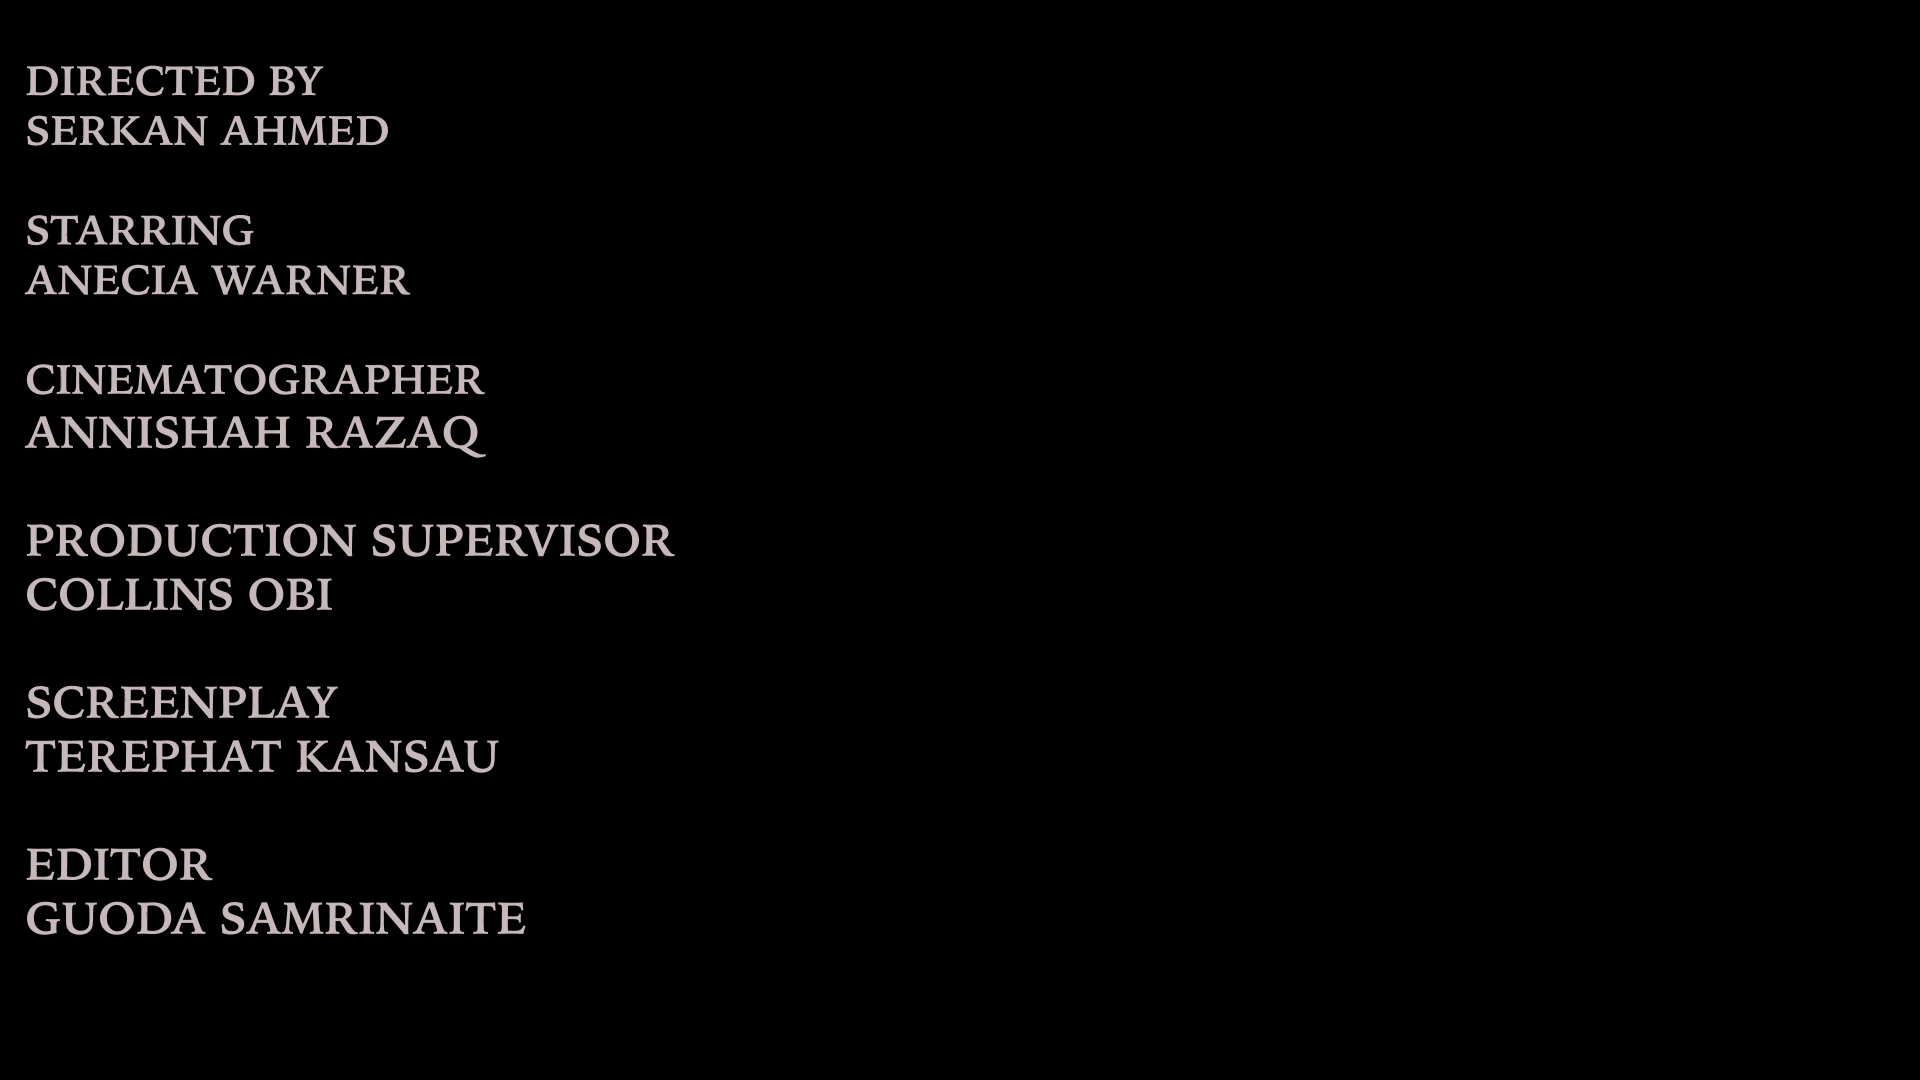 DIRECTED BY
SERKAN AHMED
STARRING
ANECIA WARNER
CINEMATOGRAPHER
ANNISHAH RAZAQ
PRODUCTION SUPERVISOR
COLLINS OBI
SCREENPLAY
TEREPHAT KANSAU
EDITOR
GUODA SAMRINAITE